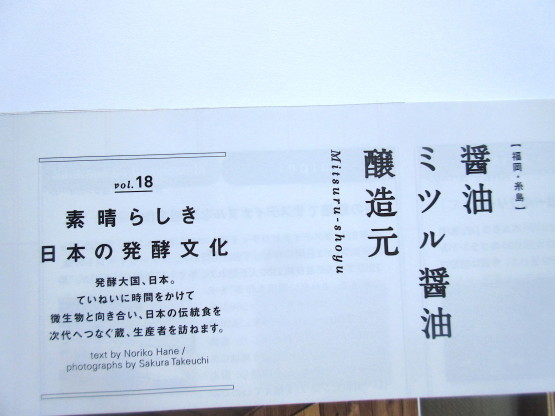 vol.18
素晴らしき
日本の発酵文化
発酵大国、日本。
ていねいに時間をかけて
微生物と向き合い、日本の伝統食を
次代へつなぐ蔵、生産者を訪ねます。
text by Noriko Hane /
photographs by Sakura Takeuchi
【福岡・糸島】
醤油
ミツル醤油
醸造元
Mitsuru-shoyu